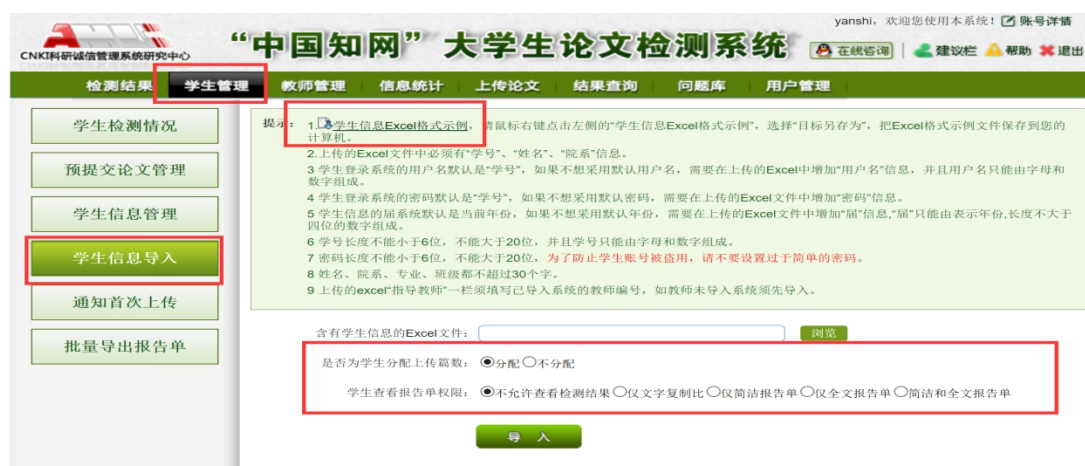 yanshi，欢迎您使用本系统！ 账号详情
CNKI科研诚信管理系统研究中心
“中国知网”大学生论文检测系统
在线咨询 | 建议栏 帮助 退出
检测结果 学生管理 教师管理 信息统计 上传论文 结果查询 问题库 用户管理
学生检测情况
预提交论文管理
学生信息管理
学生信息导入
通知首次上传
批量导出报告单
提示： 1.学生信息Excel格式示例，请鼠标右键点击左侧的“学生信息Excel格式示例”，选择“目标另存为”，把Excel格式示例文件保存到您的
计算机。
2.上传的Excel文件中必须有“学号”、“姓名”、“院系”信息。
3 学生登录系统的用户名默认是“学号”，如果不想采用默认用户名，需要在上传的Excel中增加“用户名”信息，并且用户名只能由字母和
数字组成。
4 学生登录系统的密码默认是“学号”，如果不想采用默认密码，需要在上传的Excel文件中增加“密码”信息。
5 学生信息的届系统默认是当前年份，如果不想采用默认年份，需要在上传的Excel文件中增加“届”信息,“届”只能由表示年份,长度不大于
四位的数字组成。
6 学号长度不能小于6位，不能大于20位，并且学号只能由字母和数字组成。
7 密码长度不能小于6位，不能大于20位，为了防止学生账号被盗用，请不要设置过于简单的密码。
8 姓名、院系、专业、班级都不超过30个字。
9 上传的excel“指导教师”一栏须填写已导入系统的教师编号，如教师未导入系统须先导入。
含有学生信息的Excel文件： 浏览
是否为学生分配上传篇数： 分配 不分配
学生查看报告单权限： 不允许查看检测结果 仅文字复制比 仅简洁报告单 仅全文报告单 简洁和全文报告单
导 入